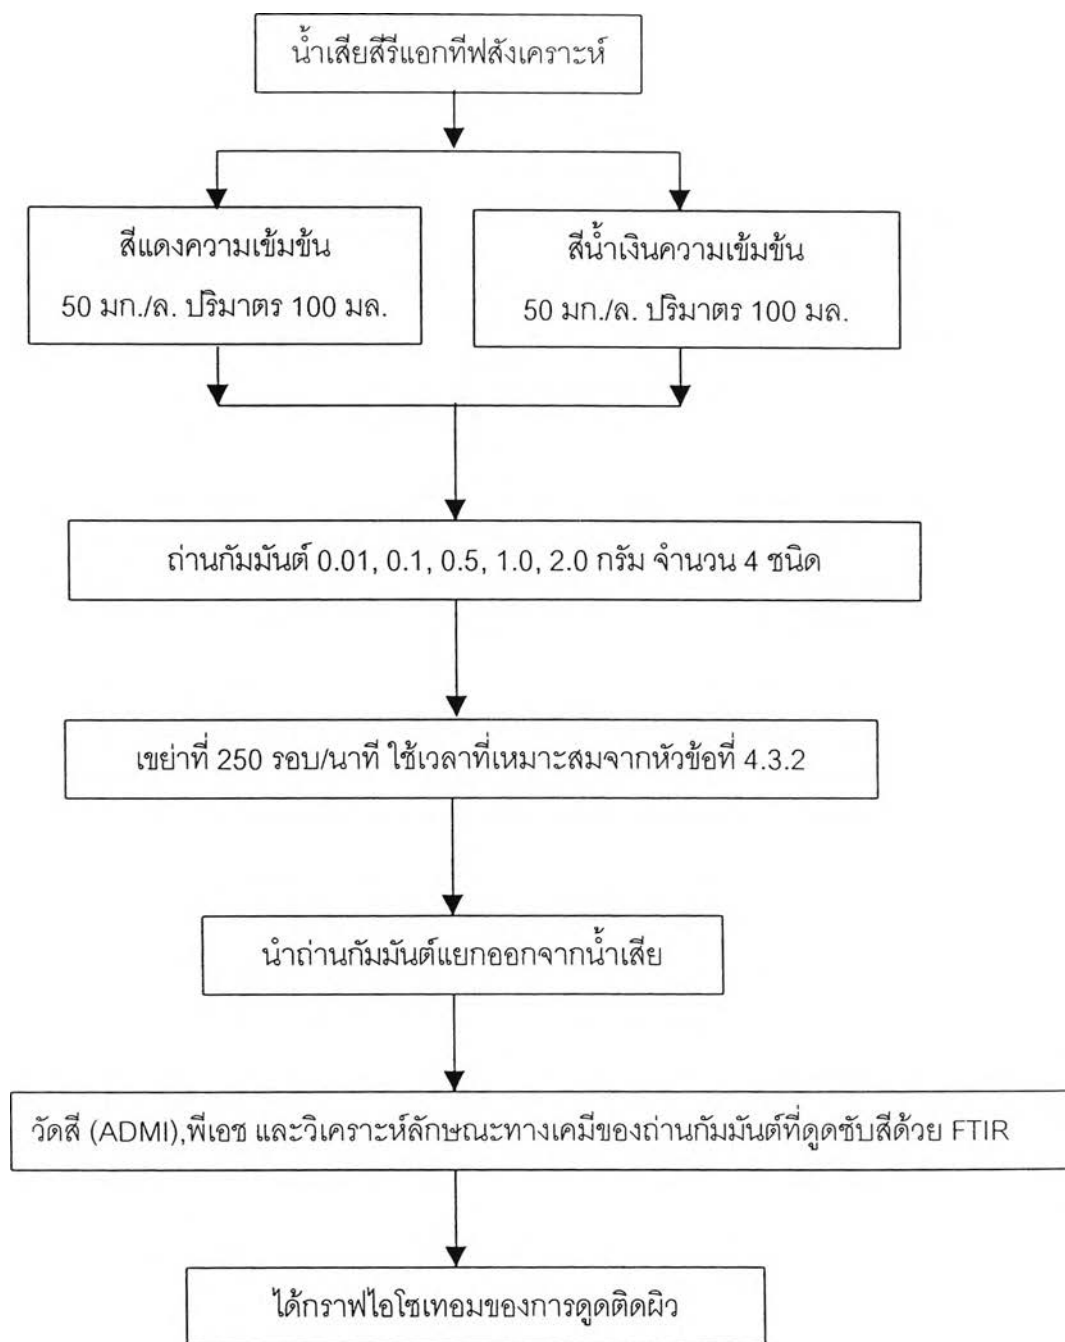 น้ำเสียสีรีแอกทีฟสังเคราะห์
สีแดงความเข้มข้น
50 มก./ล. ปริมาตร 100 มล.
สีน้ำเงินความเข้มข้น
50 มก./ล. ปริมาตร 100 มล.
ถ่านกัมมันต์ 0.01, 0.1, 0.5, 1.0, 2.0 กรัม จำนวน 4 ชนิด
เขย่าที่ 250 รอบ/นาที ใช้เวลาที่เหมาะสมจากหัวข้อที่ 4.3.2
นำถ่านกัมมันต์แยกออกจากน้ำเสีย
วัดสี (ADMI),พีเอช และวิเคราะห์ลักษณะทางเคมีของถ่านกัมมันต์ที่ดูดซับสีด้วย FTIR
ได้กราฟไอโซเทอมของการดูดติดผิว